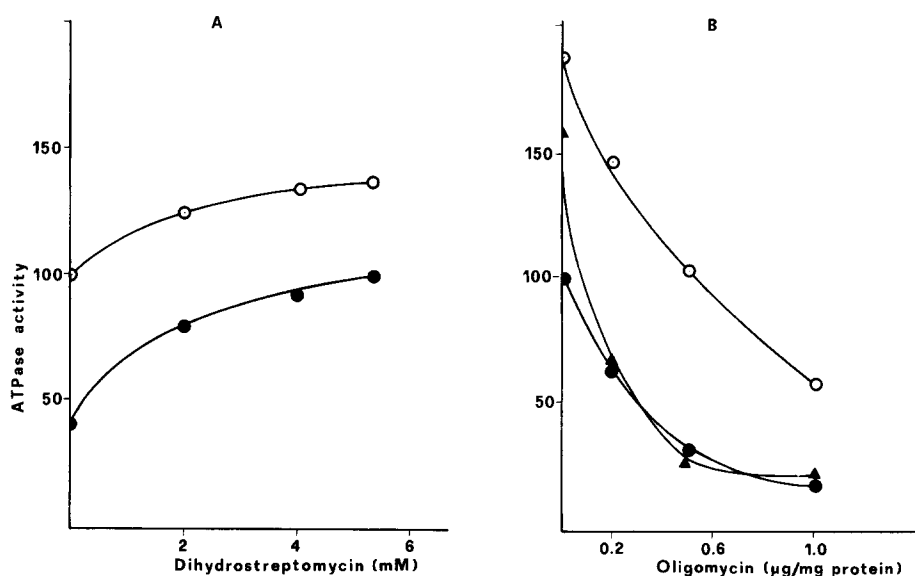 A
B
150
100
50
ATPase activity
2
4
6
Dihydrostreptomycin (mM)
150
100
50
0.2
0.6
1.0
Oligomycin (µg/mg protein)